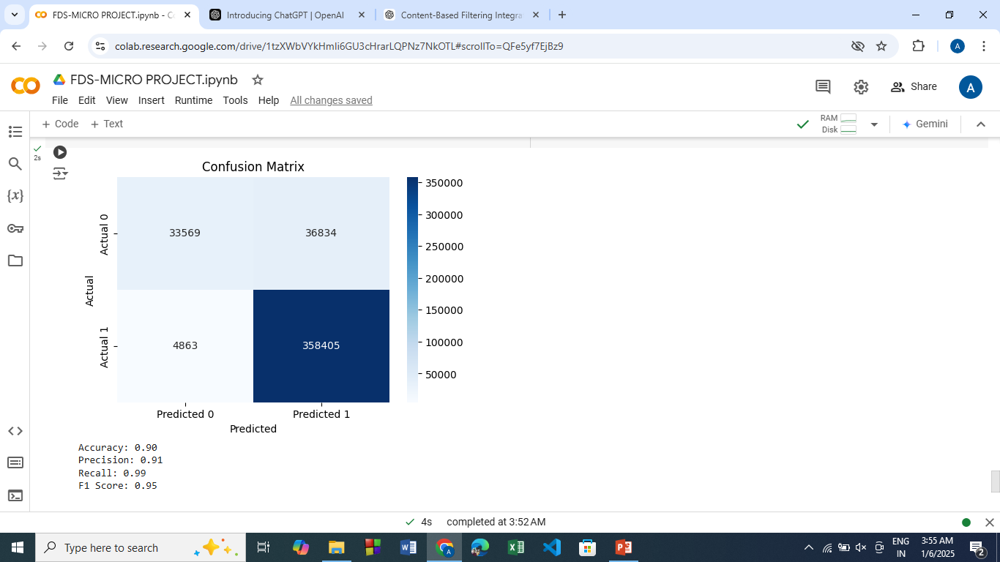 FDS-MICRO PROJECT.ipynb - Co
Introducing ChatGPT | OpenAI
Content-Based Filtering Integra
colab.research.google.com/drive/1tzXWbVYkHmIi6GU3cHrarLQPNz7NkOTL#scrollTo=QFe5yf7EjBz9
A
FDS-MICRO PROJECT.ipynb
File Edit View Insert Runtime Tools Help All changes saved
Share
A
+ Code + Text
RAM
Disk
Gemini
2s
{x}
Confusion Matrix
350000
300000
250000
200000
150000
100000
50000
Actual
Actual 0
33569 36834
Actual 1
4863 358405
Predicted 0 Predicted 1
Predicted
Accuracy: 0.90
Precision: 0.91
Recall: 0.99
F1 Score: 0.95
4s completed at 3:52 AM
Type here to search
ENG
IN
3:55 AM
1/6/2025
2